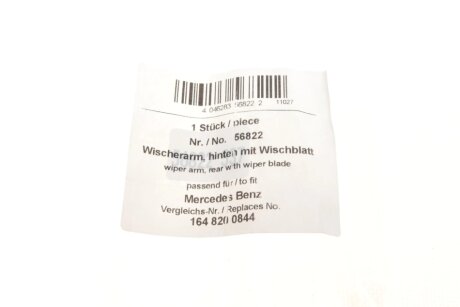 4 046283 56822 2 11027
1 Stück / piece
Nr. / No. 56822
Wischerarm, hinten mit Wischblatt
wiper arm, rear with wiper blade
passend für / to fit
Mercedes Benz
Vergleichs-Nr. / Replaces No.
164 820 0844